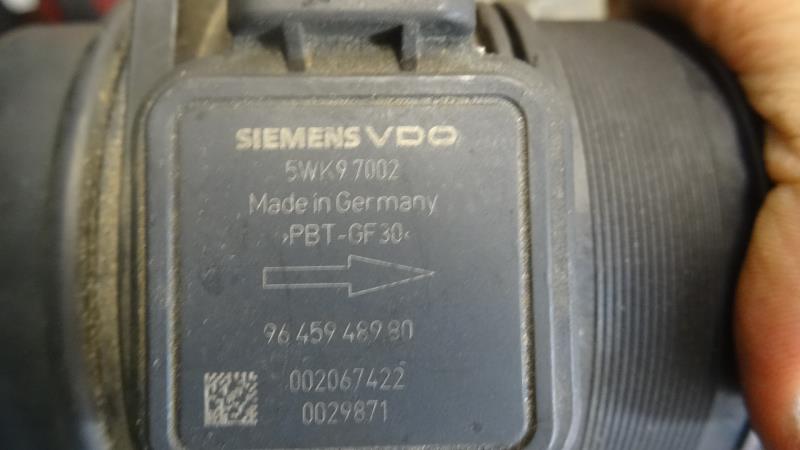 SIEMENS VDO
5WK9 7002
Made in Germany
›PBT-GF30‹
96 459 489 80
002067422
0029871